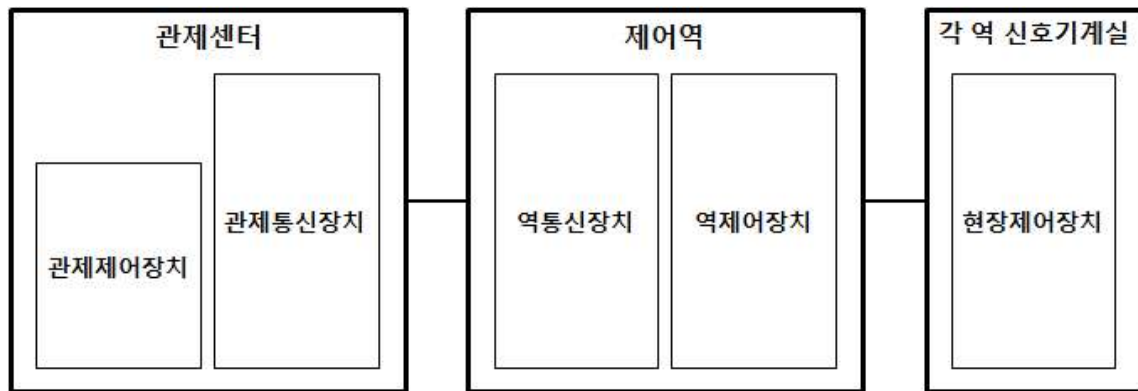 관제센터
관제제어장치
관제통신장치
제어역
역통신장치
역제어장치
각 역 신호기계실
현장제어장치